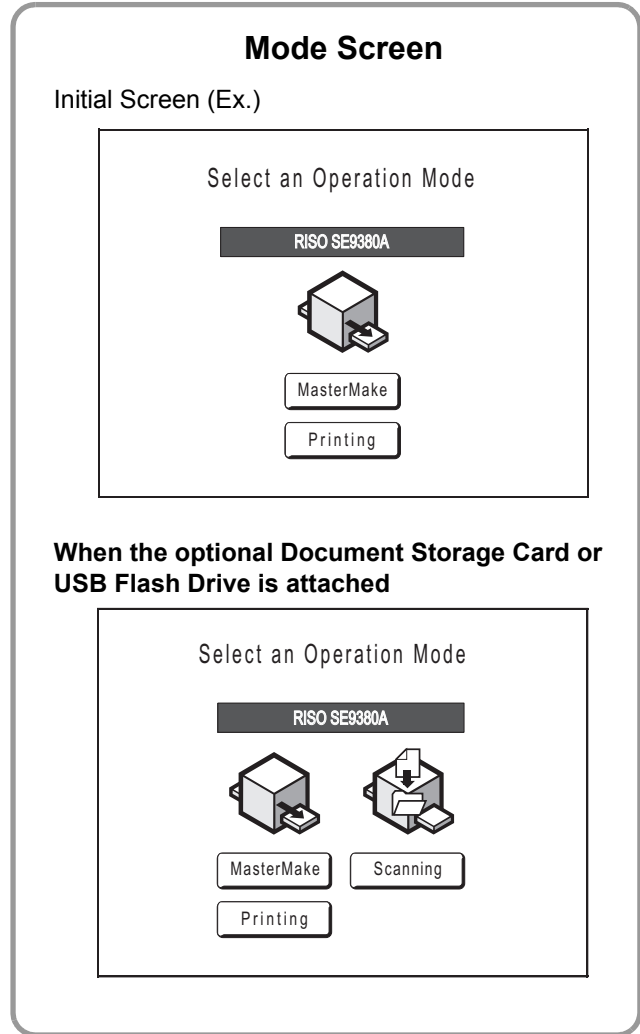 Mode Screen
Initial Screen (Ex.)
Select an Operation Mode
RISO SE9380A
MasterMake
Printing
When the optional Document Storage Card or
USB Flash Drive is attached
Select an Operation Mode
RISO SE9380A
MasterMake Scanning
Printing